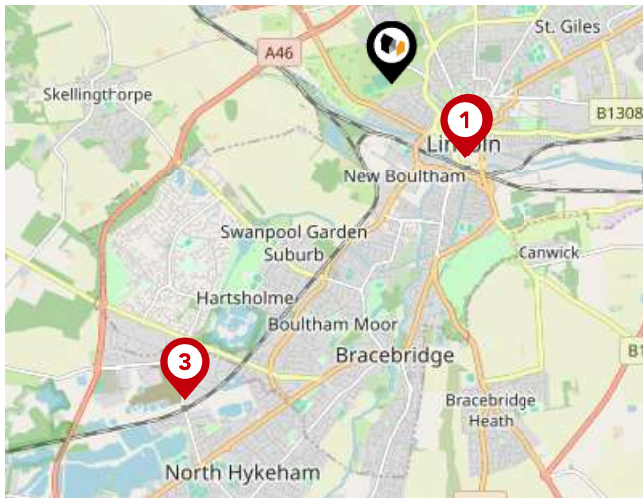 St. Giles
A46
Skellingthorpe
B1308
1
Lincoln
New Boultham
Swanpool Garden
Suburb
Canwick
Hartsholme
Boultham Moor
B1
Bracebridge
3
Bracebridge
Heath
North Hykeham